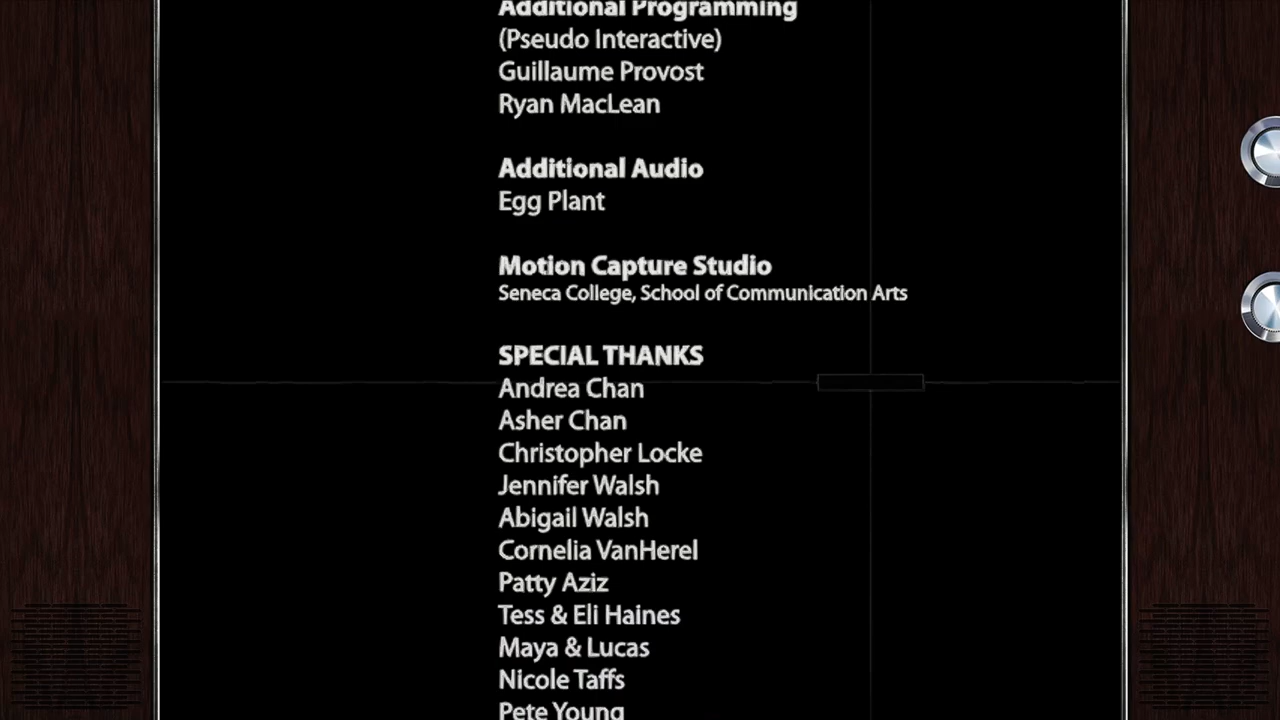 Additional Programming
(Pseudo Interactive)
Guillaume Provost
Ryan MacLean
Additional Audio
Egg Plant
Motion Capture Studio
Seneca College, School of Communication Arts
SPECIAL THANKS
Andrea Chan
Asher Chan
Christopher Locke
Jennifer Walsh
Abigail Walsh
Cornelia VanHerel
Patty Aziz
Tess & Eli Haines
Maya & Lucas
Nicole Taffs
Pete Young